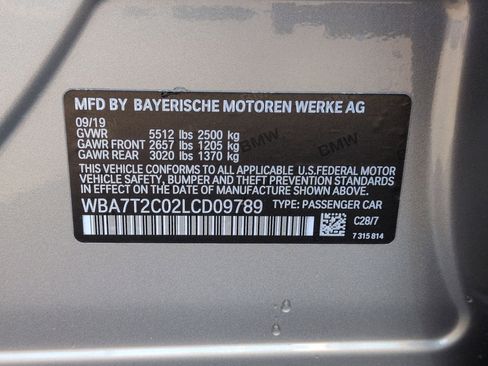 MFD BY BAYERISCHE MOTOREN WERKE AG
09/19
GVWR 5512 lbs 2500 kg
GAWR FRONT 2657 lbs 1205 kg
GAWR REAR 3020 lbs 1370 kg
THIS VEHICLE CONFORMS TO ALL APPLICABLE U.S.FEDERAL MOTOR
VEHICLE SAFETY, BUMPER AND THEFT PREVENTION STANDARDS
IN EFFECT ON THE DATE OF MANUFACTURE SHOWN ABOVE.
WBA7T2C02LCD09789 TYPE: PASSENGER CAR
C28/7
7 315 814
BMW
BMW